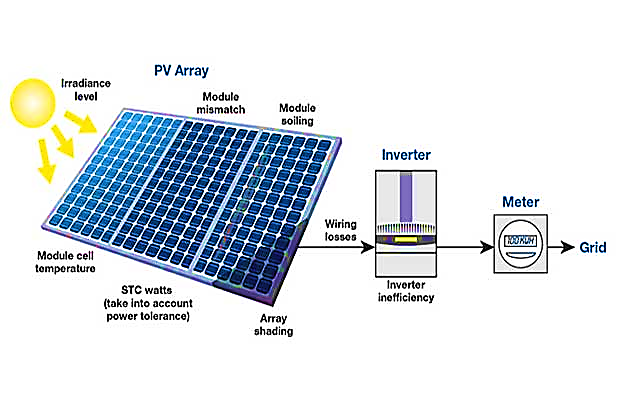 PV Array
Irradiance
level
Module
mismatch
Module
soiling
Inverter
Meter
Wiring
losses
100 KWH
Grid
Module cell
temperature
STC watts
(take into account
power tolerance)
Array
shading
Inverter
inefficiency